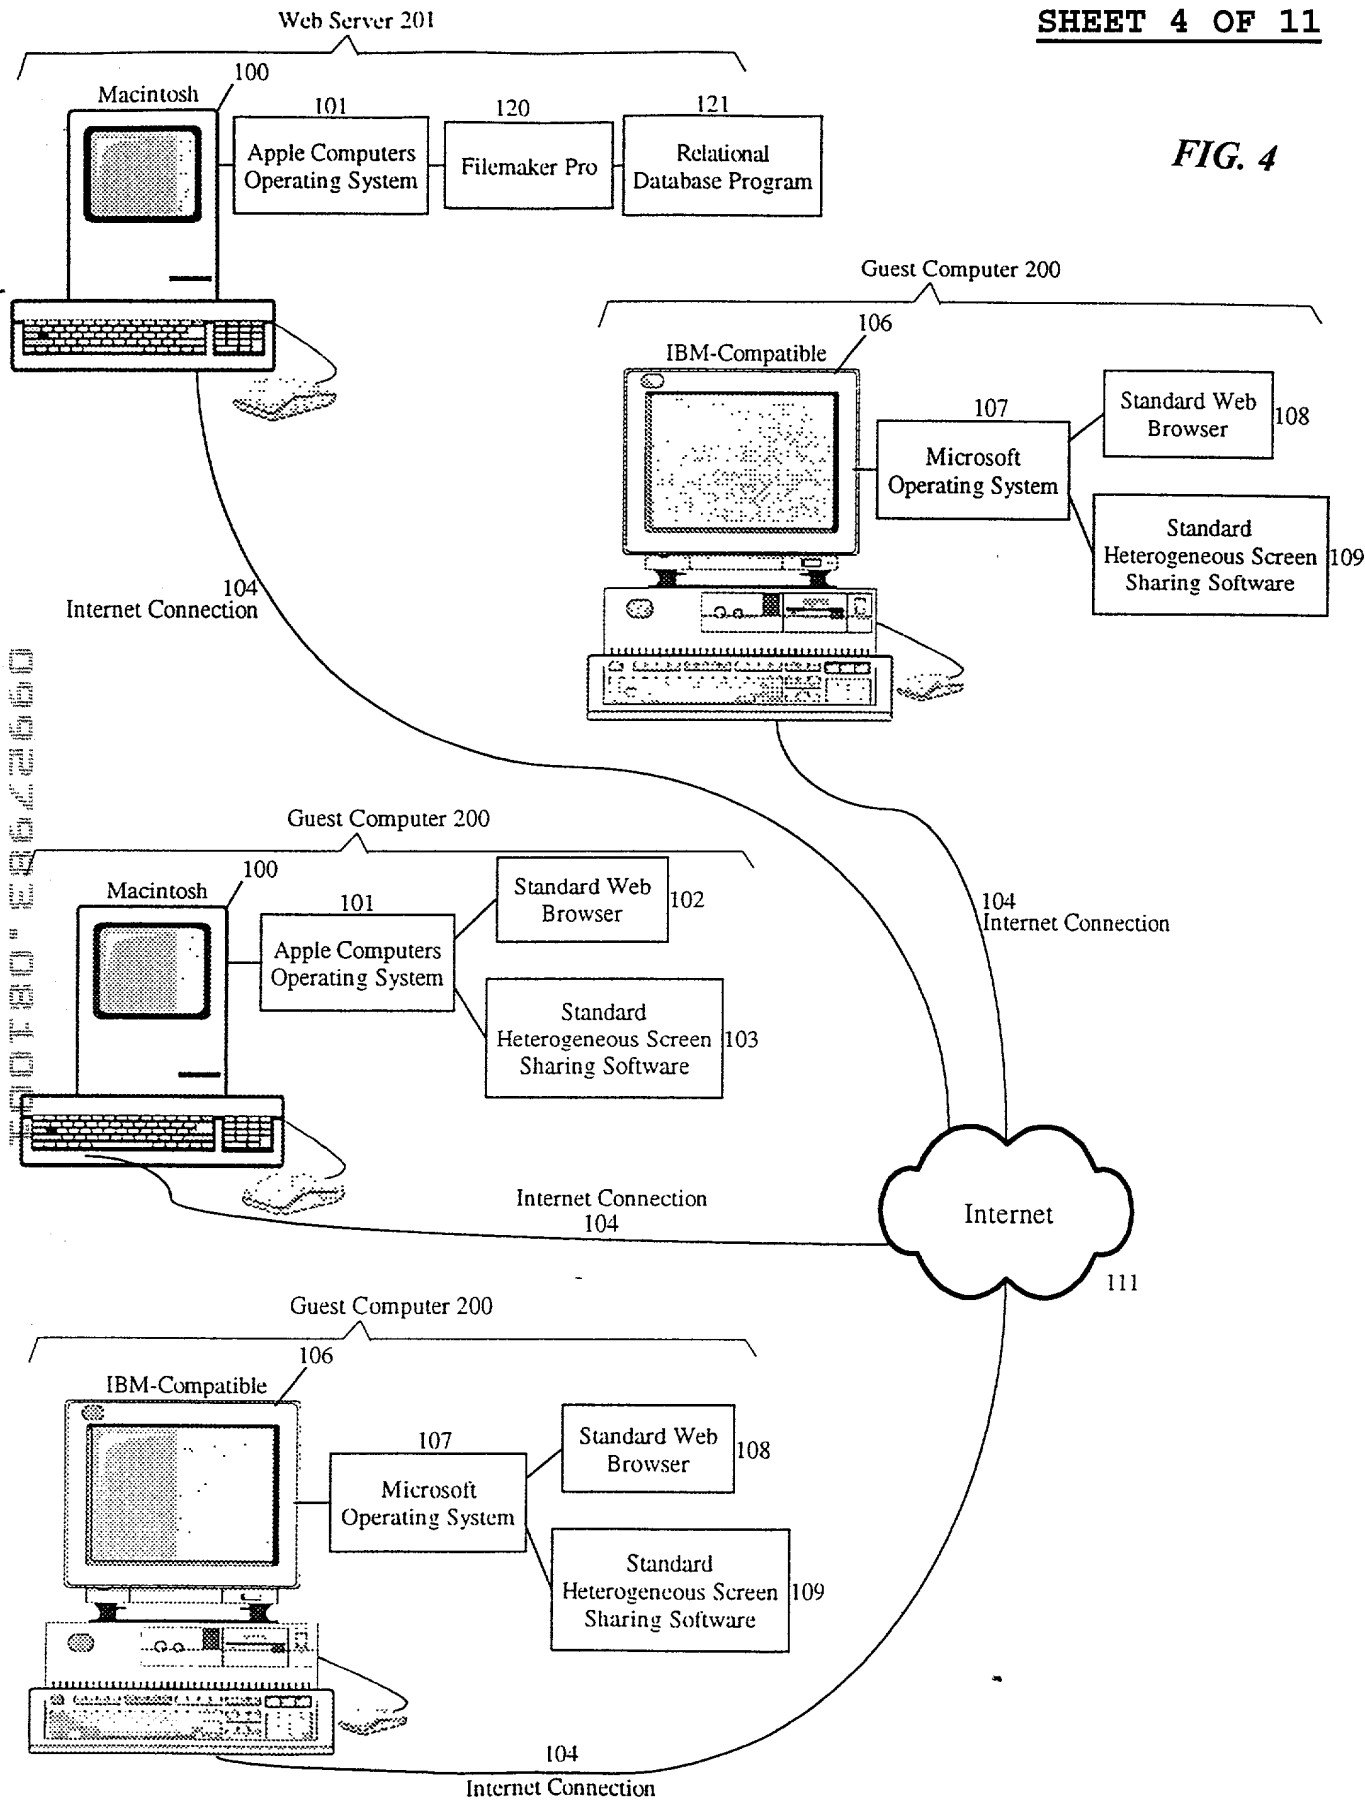 Web Server 201
SHEET 4 OF 11
FIG. 4
100
Macintosh
101
Apple Computers
Operating System
120
Filemaker Pro
121
Relational
Database Program
Guest Computer 200
106
IBM-Compatible
107
Microsoft
Operating System
Standard Web
Browser
108
Standard
Heterogeneous Screen
Sharing Software
109
104
Internet Connection
Guest Computer 200
100
Macintosh
101
Apple Computers
Operating System
Standard Web
Browser
102
Standard
Heterogeneous Screen
Sharing Software
103
104
Internet Connection
Internet Connection
104
Internet
111
Guest Computer 200
106
IBM-Compatible
107
Microsoft
Operating System
Standard Web
Browser
108
Standard
Heterogeneous Screen
Sharing Software
109
104
Internet Connection